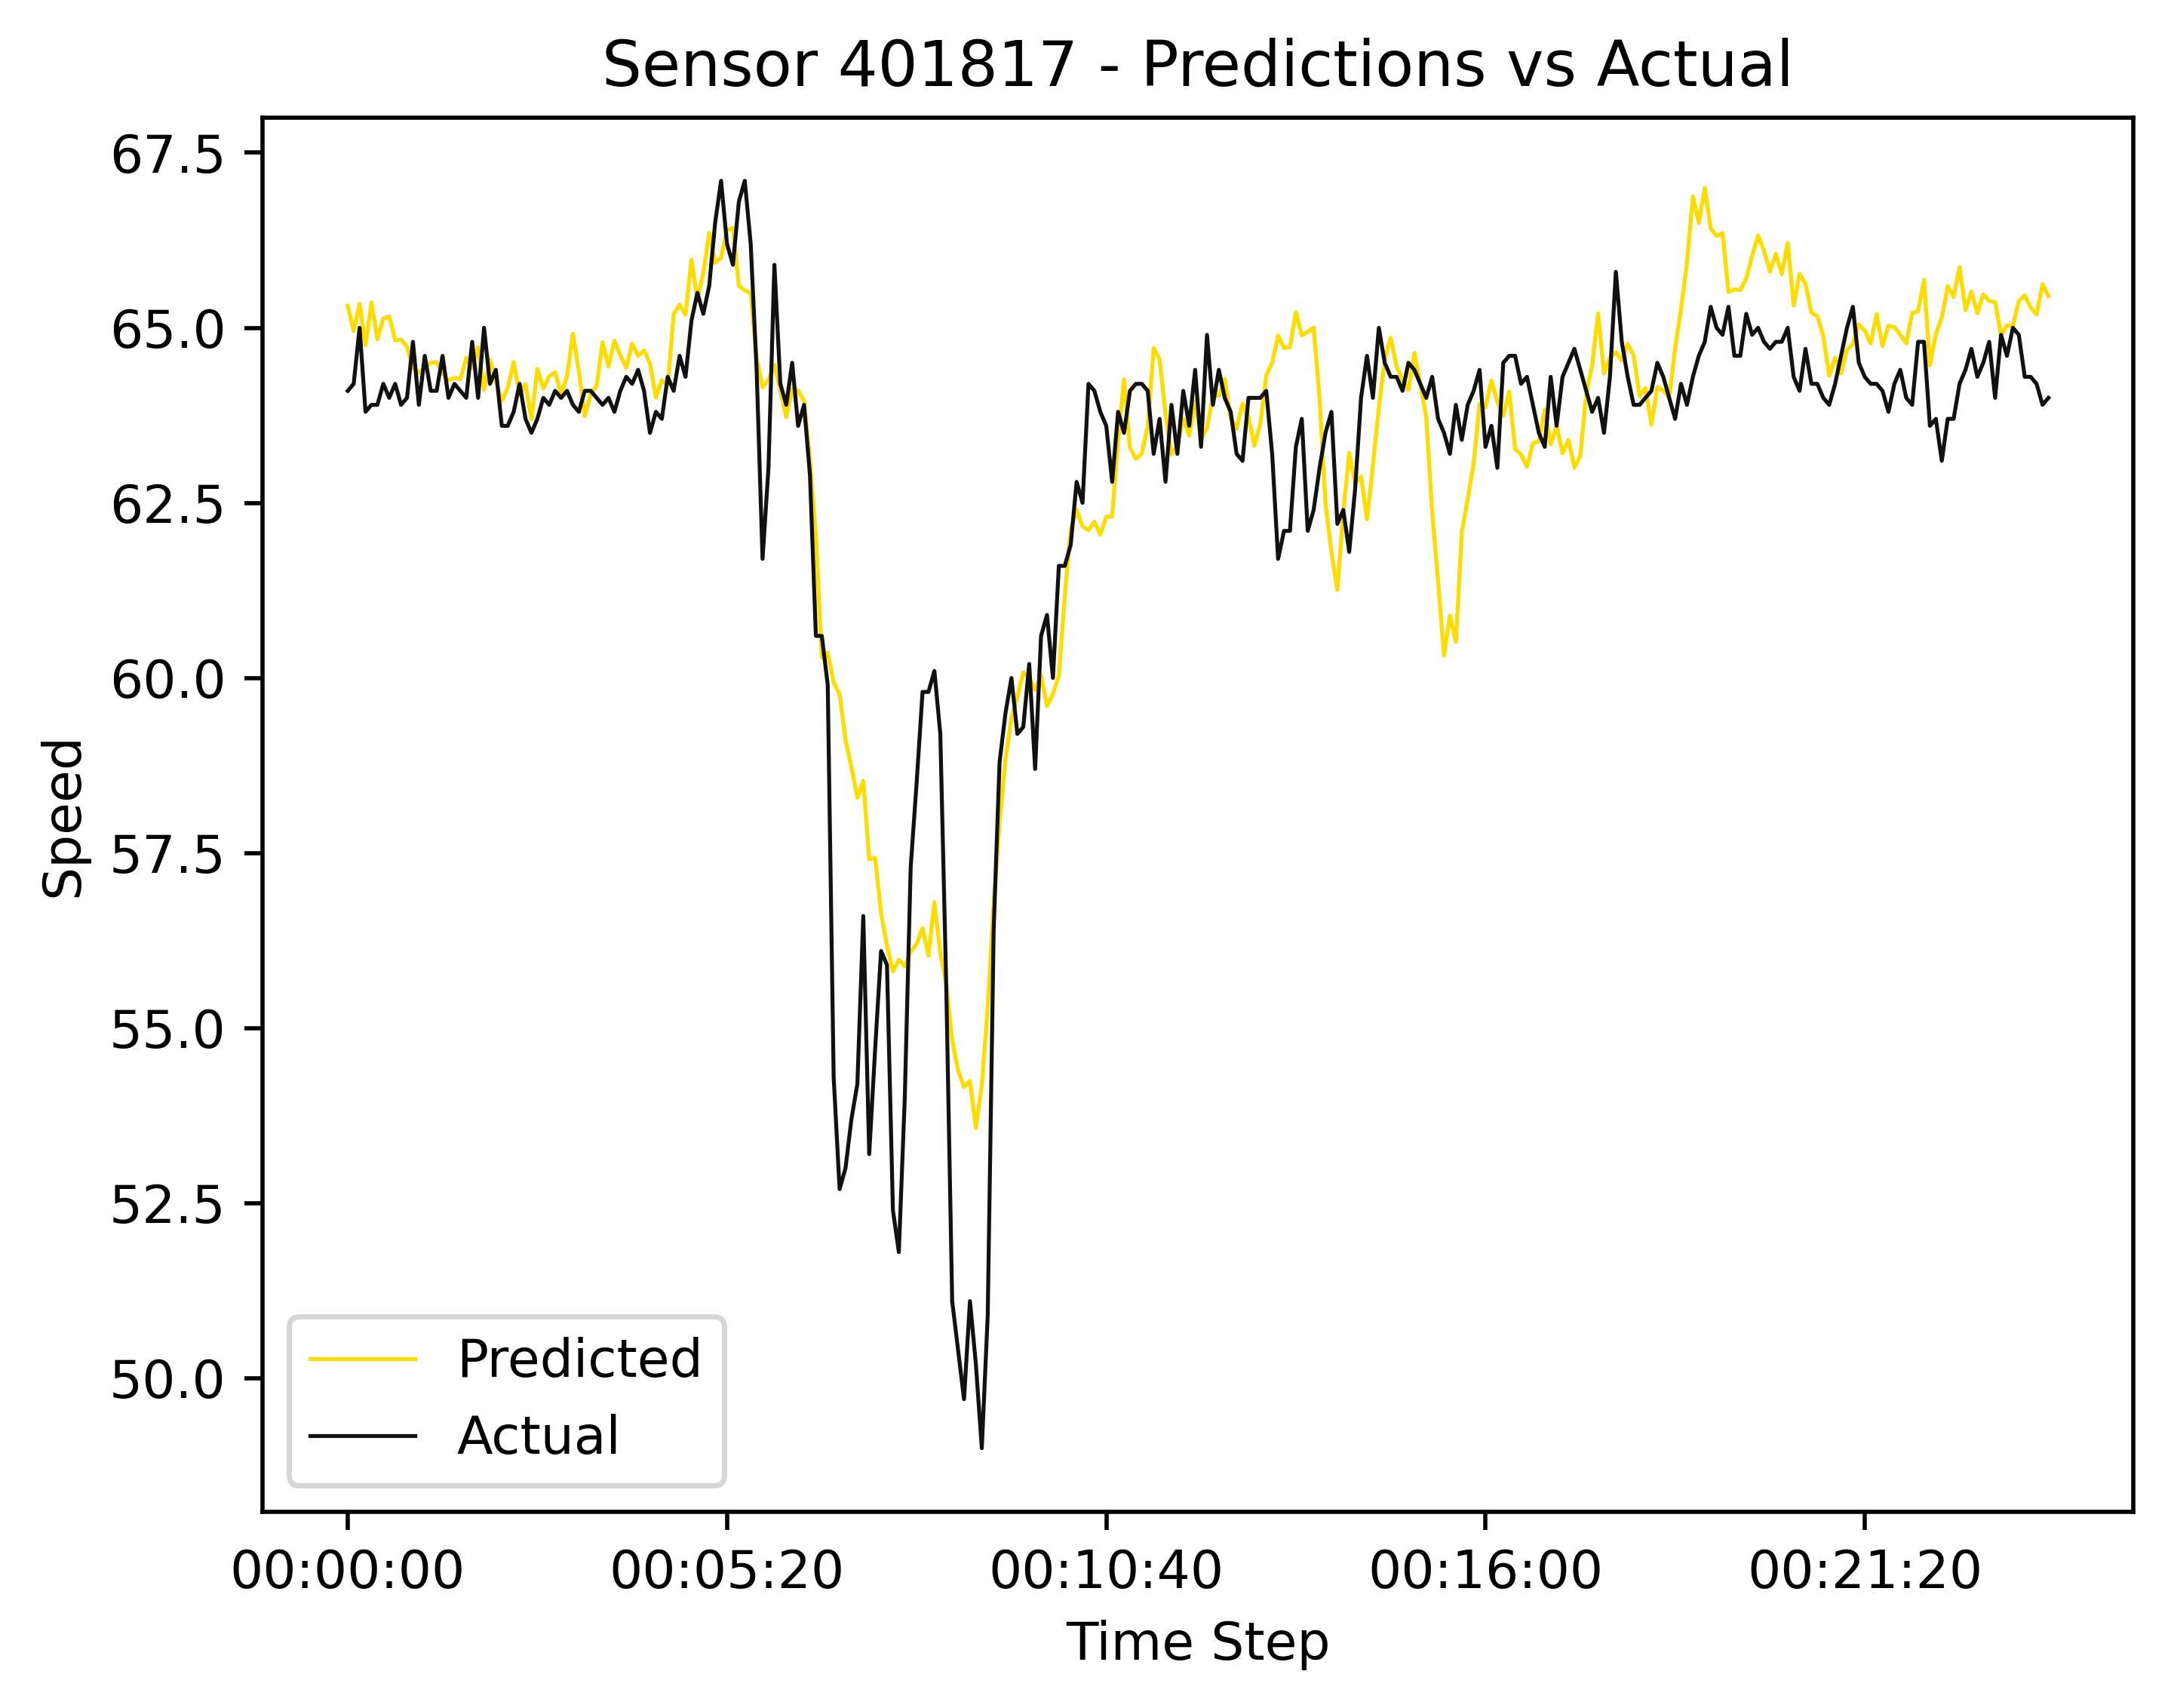 Sensor 401817 - Predictions vs Actual
67.5
65.0
62.5
60.0
57.5
55.0
52.5
50.0
Speed
Predicted
Actual
00:00:00 00:05:20 00:10:40 00:16:00 00:21:20
Time Step